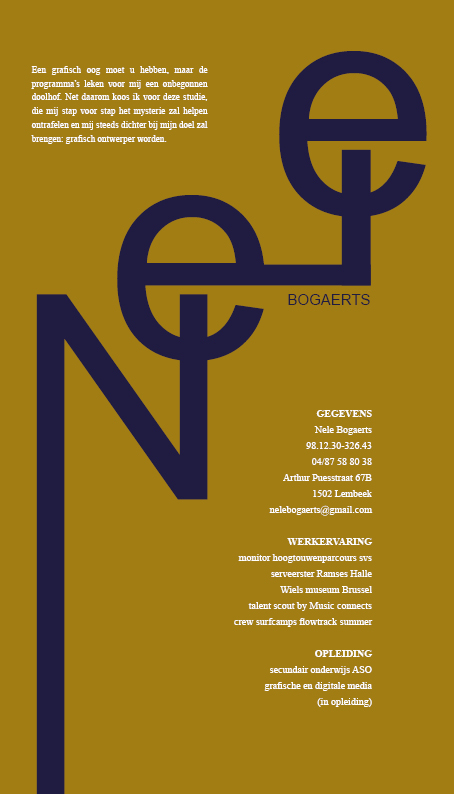 Een grafisch oog moet u hebben, maar de
programma's leken voor mij een onbegonnen
doolhof. Net daarom koos ik voor deze studie,
die mij stap voor stap het mysterie zal helpen
ontrafelen en mij steeds dichter bij mijn doel zal
brengen: grafisch ontwerper worden.
Nele
BOGAERTS
GEGEVENS
Nele Bogaerts
98.12.30-326.43
04/87 58 80 38
Arthur Puesstraat 67B
1502 Lembeek
nelebogaerts@gmail.com
WERKERVARING
monitor hoogtouwenparcours svs
serveerster Ramses Halle
Wiels museum Brussel
talent scout by Music connects
crew surfcamps flowtrack summer
OPLEIDING
secundair onderwijs ASO
grafische en digitale media
(in opleiding)